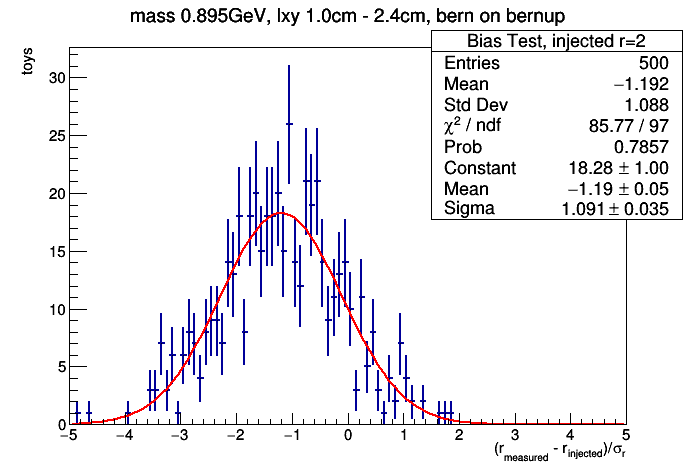 mass 0.895GeV, lxy 1.0cm - 2.4cm, bern on bernup
Bias Test, injected r=2
Entries 500
Mean −1.192
Std Dev 1.088
χ² / ndf 85.77 / 97
Prob 0.7857
Constant 18.28 ± 1.00
Mean −1.19 ± 0.05
Sigma 1.091 ± 0.035
toys
30
25
20
15
10
5
0
−5 −4 −3 −2 −1 0 1 2 3 4 5
(r_measured - r_injected)/σ_r